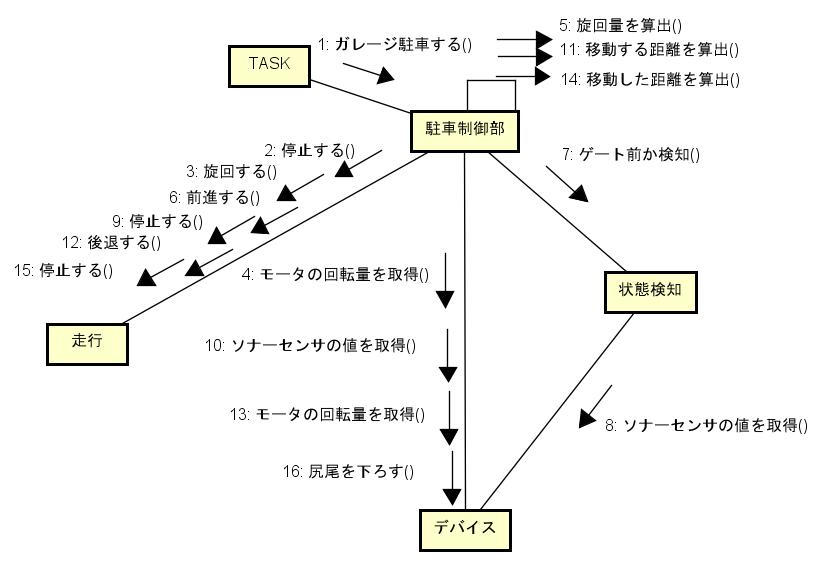 5: 旋回量を算出()
1: ガレージ駐車する()
11: 移動する距離を算出()
TASK
14: 移動した距離を算出()
駐車制御部
2: 停止する()
7: ゲート前か検知()
3: 旋回する()
6: 前進する()
9: 停止する()
12: 後退する()
15: 停止する()
4: モータの回転量を取得()
状態検知
走行
10: ソナーセンサの値を取得()
13: モータの回転量を取得()
8: ソナーセンサの値を取得()
16: 尻尾を下ろす()
デバイス